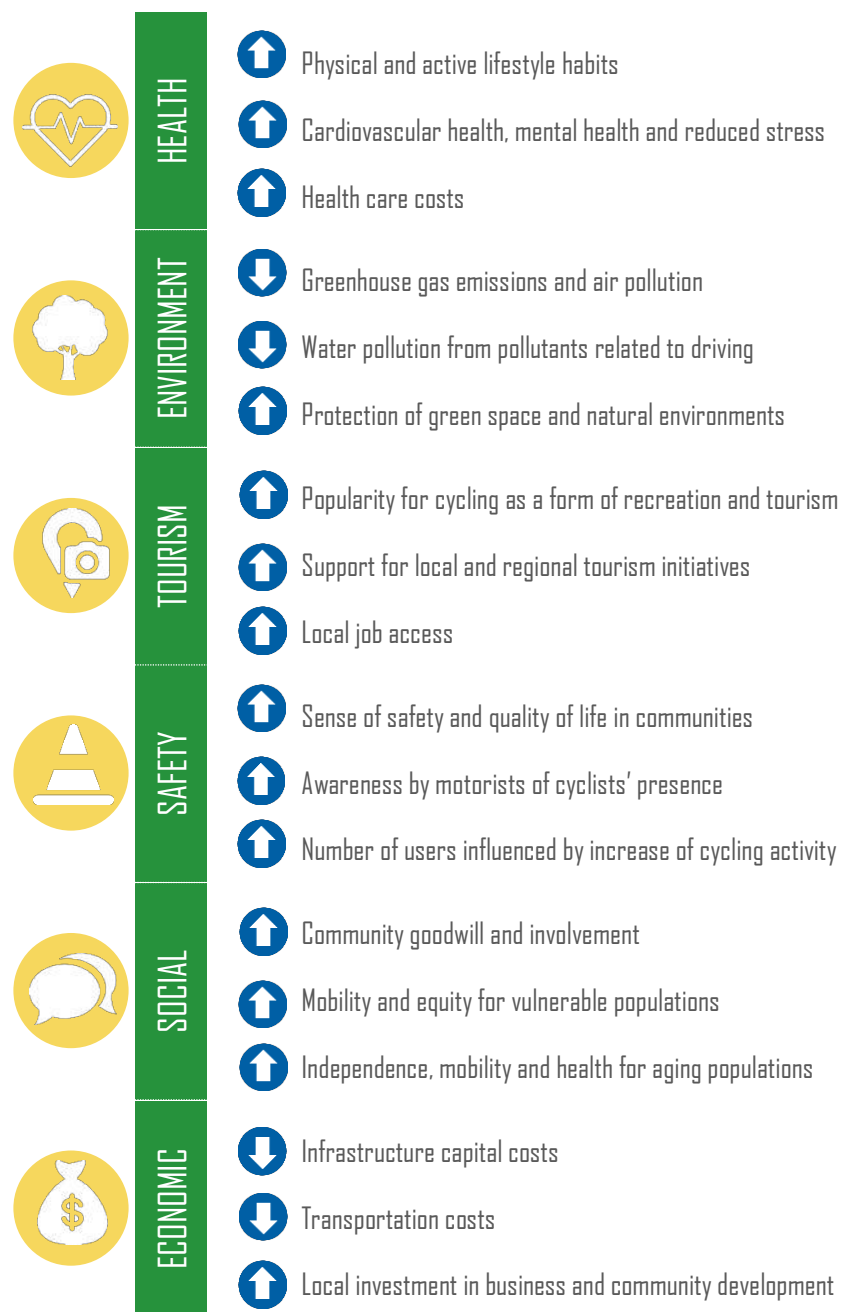 HEALTH
Physical and active lifestyle habits
Cardiovascular health, mental health and reduced stress
Health care costs
ENVIRONMENT
Greenhouse gas emissions and air pollution
Water pollution from pollutants related to driving
Protection of green space and natural environments
TOURISM
Popularity for cycling as a form of recreation and tourism
Support for local and regional tourism initiatives
Local job access
SAFETY
Sense of safety and quality of life in communities
Awareness by motorists of cyclists' presence
Number of users influenced by increase of cycling activity
SOCIAL
Community goodwill and involvement
Mobility and equity for vulnerable populations
Independence, mobility and health for aging populations
ECONOMIC
$
Infrastructure capital costs
Transportation costs
Local investment in business and community development